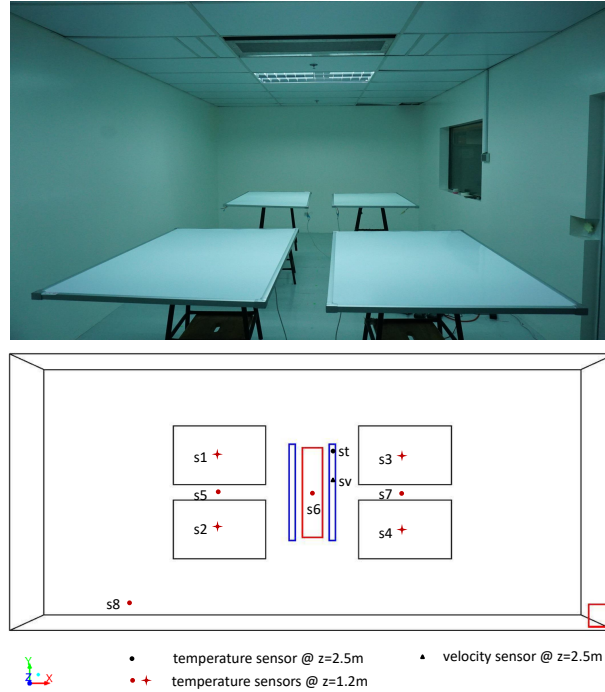 s1
s3
st
sv
s5
s6
s7
s2
s4
s8
Y
Z
X
temperature sensor @ z=2.5m
velocity sensor @ z=2.5m
temperature sensors @ z=1.2m